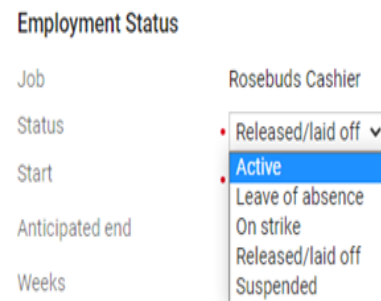 Employment Status
Job Rosebuds Cashier
Status • Released/laid off
Start • Active
Leave of absence
Anticipated end On strike
Released/laid off
Weeks Suspended